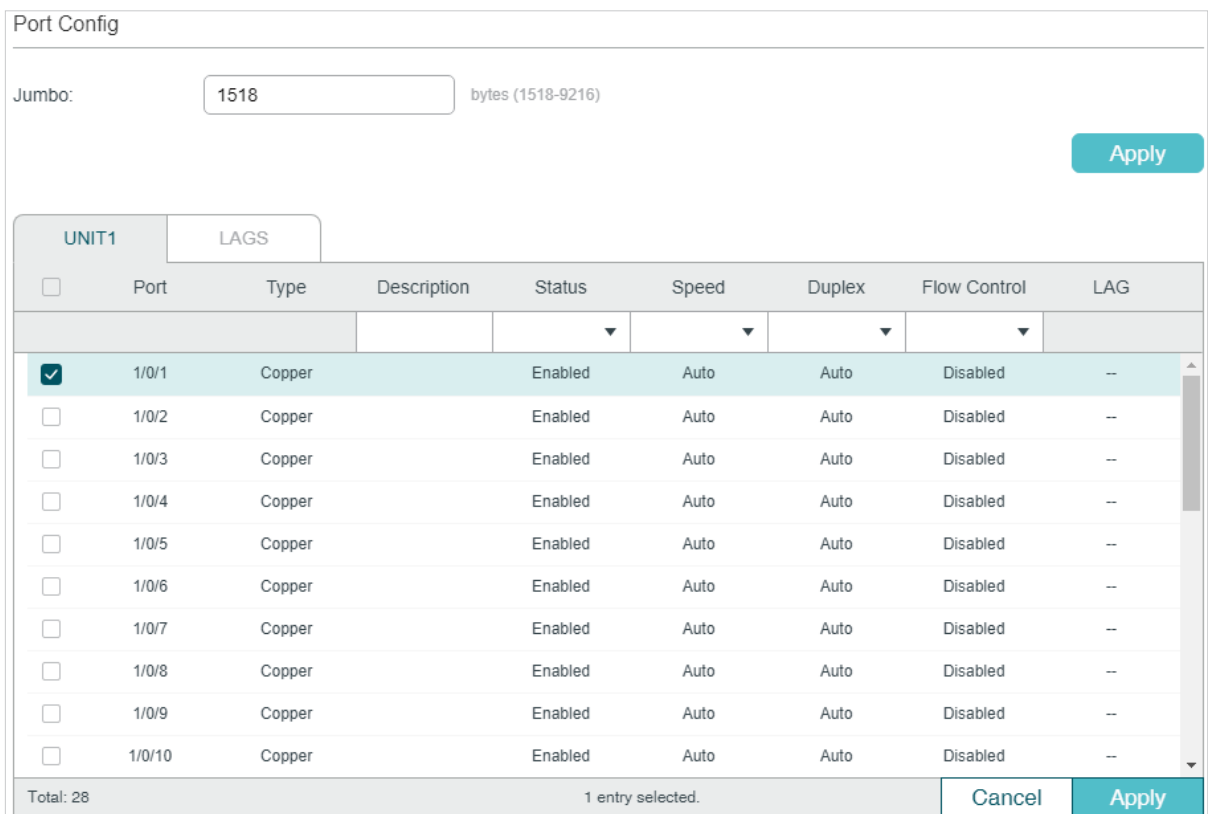 Port Config
Jumbo: 1518 bytes (1518-9216)
Apply
UNIT1 LAGS
Port Type Description Status Speed Duplex Flow Control LAG
1/0/1 Copper Enabled Auto Auto Disabled --
1/0/2 Copper Enabled Auto Auto Disabled --
1/0/3 Copper Enabled Auto Auto Disabled --
1/0/4 Copper Enabled Auto Auto Disabled --
1/0/5 Copper Enabled Auto Auto Disabled --
1/0/6 Copper Enabled Auto Auto Disabled --
1/0/7 Copper Enabled Auto Auto Disabled --
1/0/8 Copper Enabled Auto Auto Disabled --
1/0/9 Copper Enabled Auto Auto Disabled --
1/0/10 Copper Enabled Auto Auto Disabled --
Total: 28 1 entry selected. Cancel Apply